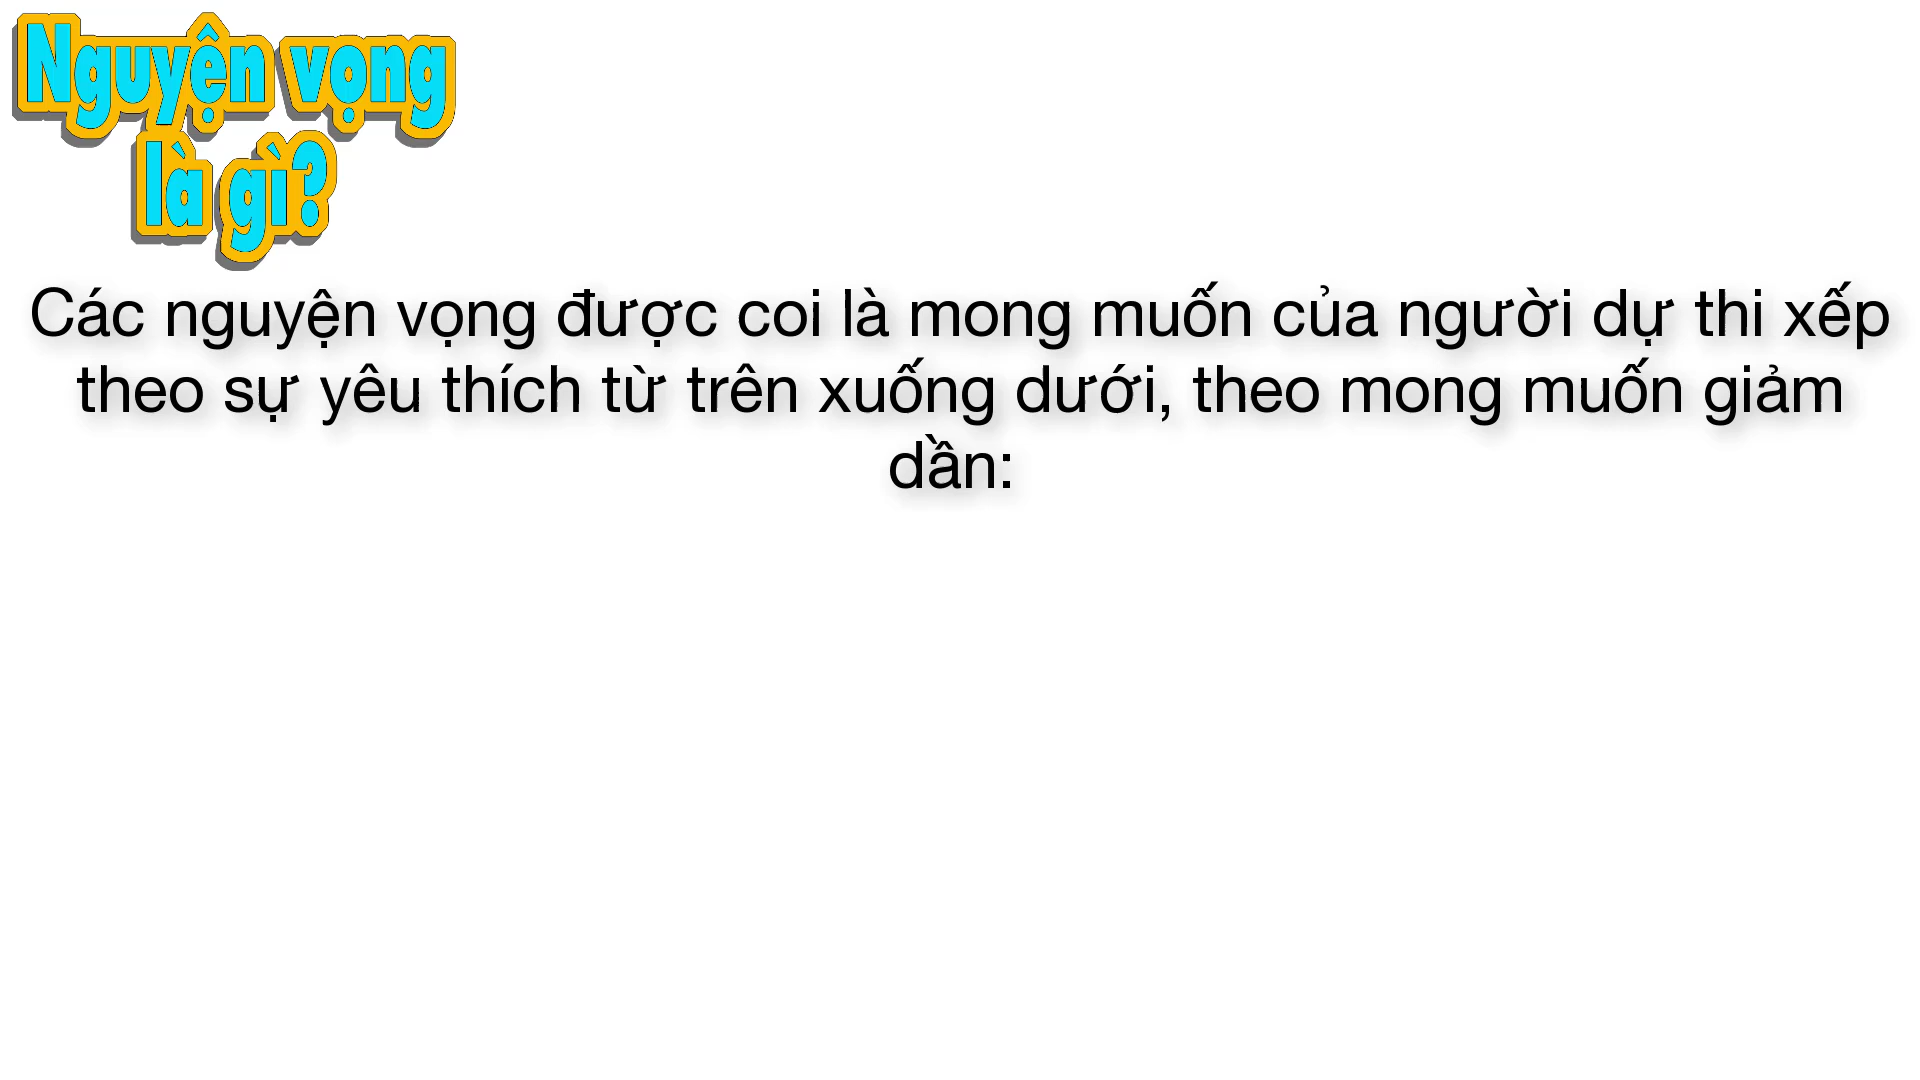 Nguyện vọng
là gì?
Các nguyện vọng được coi là mong muốn của người dự thi xếp
theo sự yêu thích từ trên xuống dưới, theo mong muốn giảm
dần: